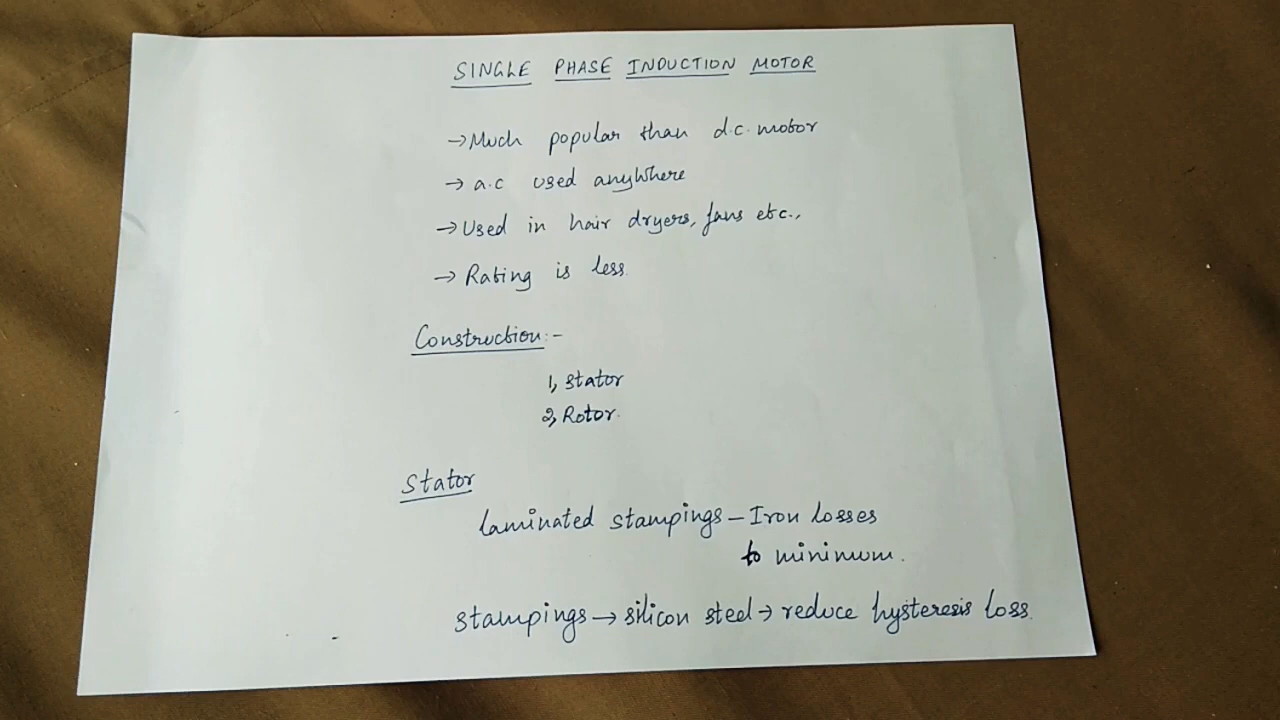 SINGLE PHASE INDUCTION MOTOR
→ Much popular than d.c. motor
→ a.c used anywhere
→ Used in hair dryers, fans etc.,
→ Rating is less.
Construction:-
1, Stator
2, Rotor.
Stator
laminated stampings – Iron losses
to minimum.
stampings → silicon steel → reduce hysteresis loss.